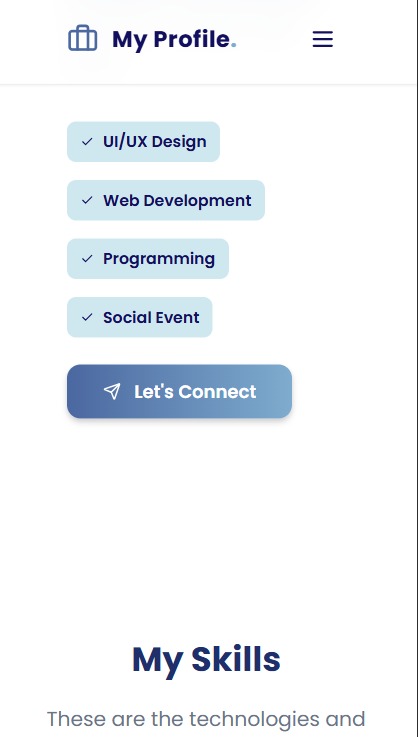 My Profile.
UI/UX Design
Web Development
Programming
Social Event
Let's Connect
My Skills
These are the technologies and